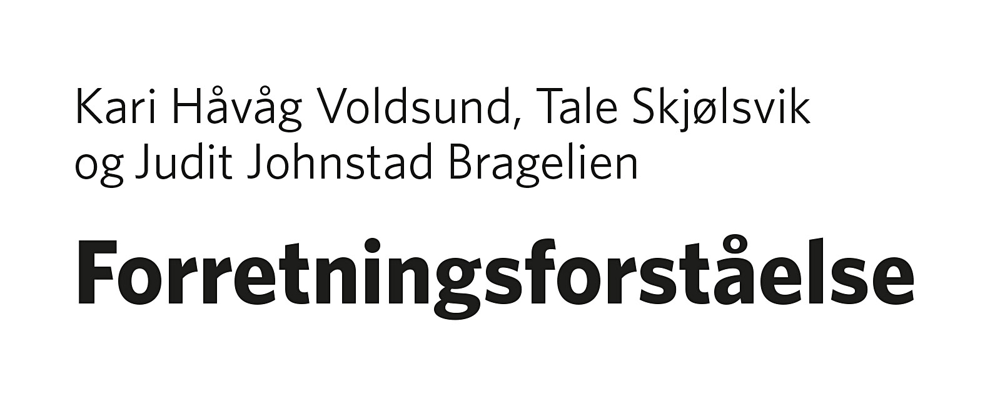 Kari Håvåg Voldsund, Tale Skjølsvik
og Judit Johnstad Bragelien
Forretningsforståelse